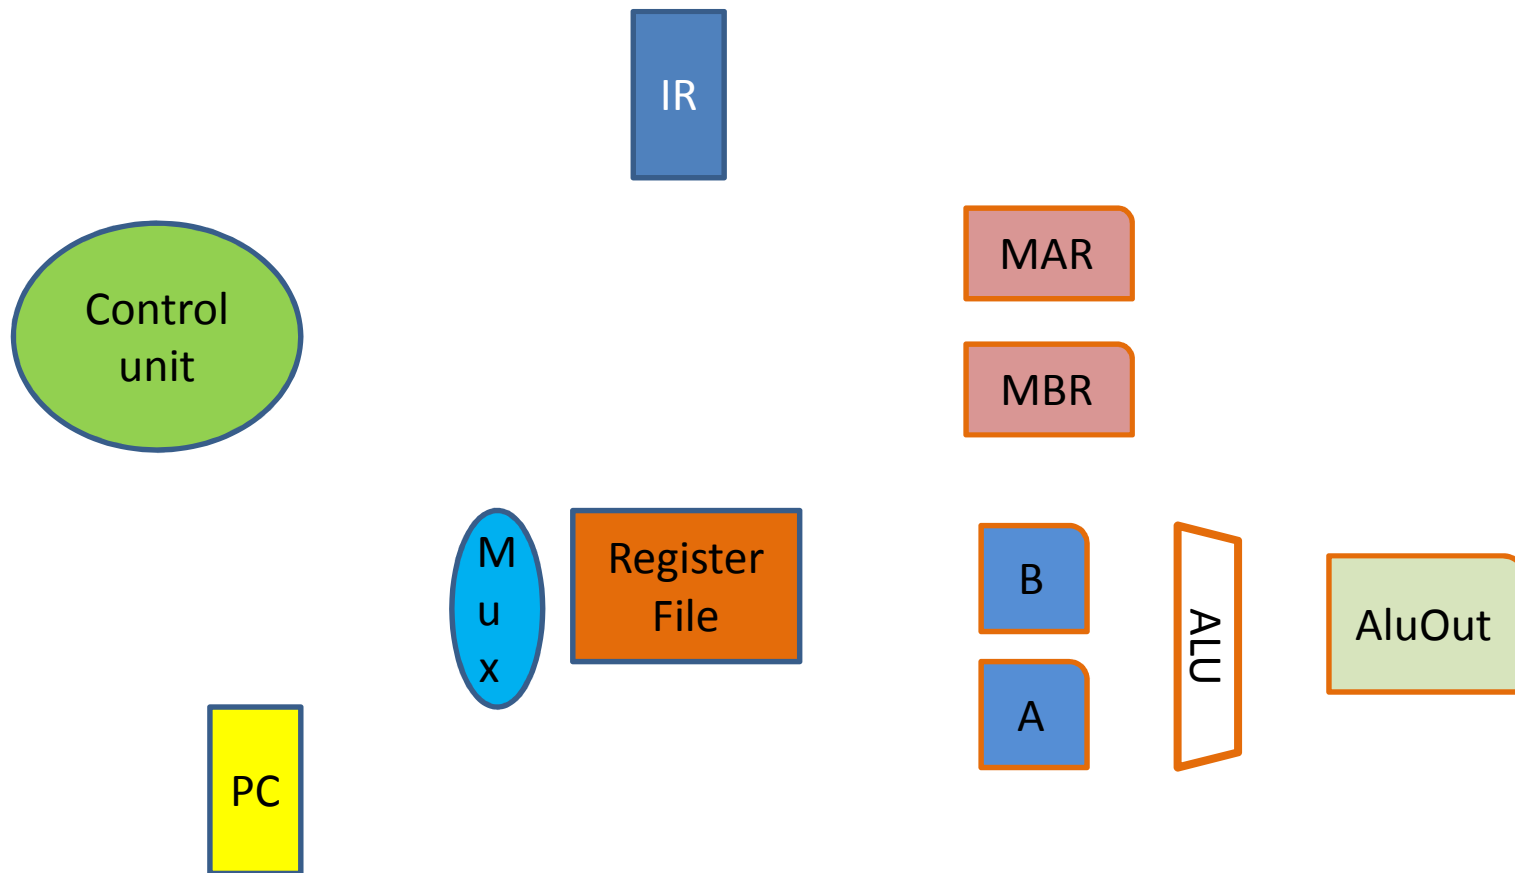 IR
MAR
Control
unit
MBR
M
u
x
Register
File
B
A
ALU
AluOut
PC